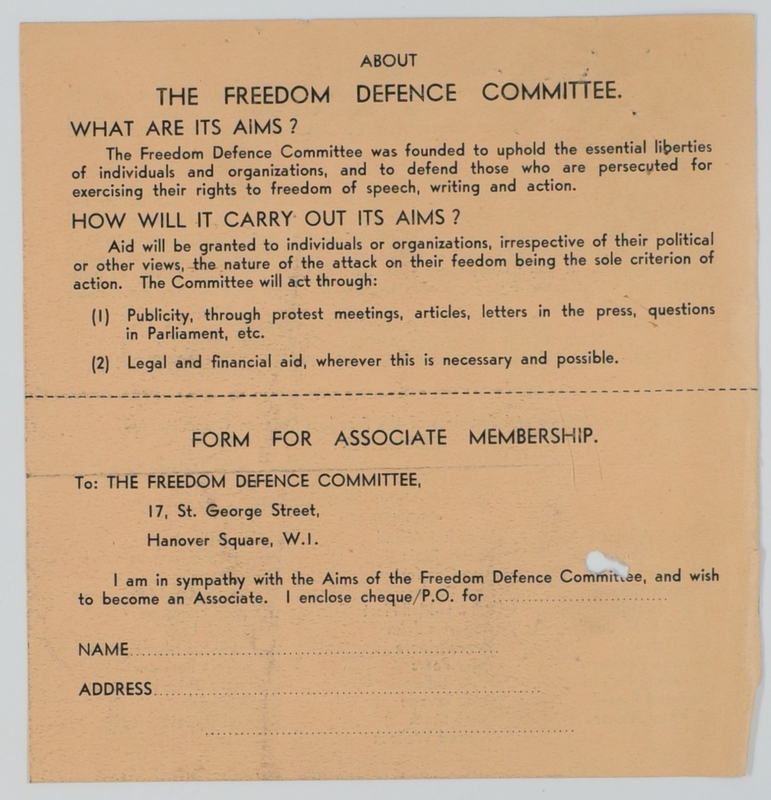 ABOUT
THE FREEDOM DEFENCE COMMITTEE.
WHAT ARE ITS AIMS?
The Freedom Defence Committee was founded to uphold the essential liberties
of individuals and organizations, and to defend those who are persecuted for
exercising their rights to freedom of speech, writing and action.
HOW WILL IT CARRY OUT ITS AIMS?
Aid will be granted to individuals or organizations, irrespective of their political
or other views, the nature of the attack on their feedom being the sole criterion of
action. The Committee will act through:
(1) Publicity, through protest meetings, articles, letters in the press, questions
in Parliament, etc.
(2) Legal and financial aid, wherever this is necessary and possible.
FORM FOR ASSOCIATE MEMBERSHIP.
To: THE FREEDOM DEFENCE COMMITTEE,
17, St. George Street,
Hanover Square, W.1.
I am in sympathy with the Aims of the Freedom Defence Committee, and wish
to become an Associate. I enclose cheque/P.O. for
NAME
ADDRESS